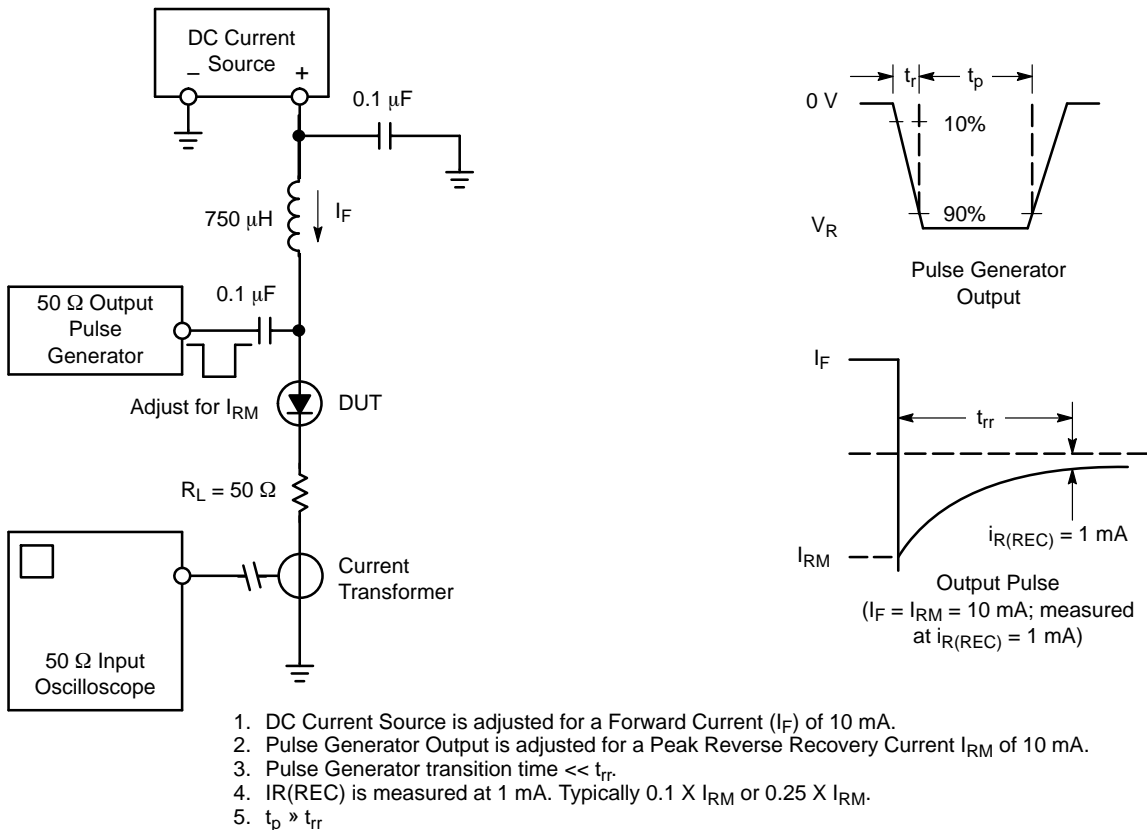 DC Current
Source
− +
0.1 μF
750 μH
I_F
50 Ω Output
Pulse
Generator
0.1 μF
Adjust for I_RM
DUT
R_L = 50 Ω
Current
Transformer
50 Ω Input
Oscilloscope
t_r t_p
0 V
10%
90%
V_R
Pulse Generator
Output
I_F
t_rr
i_R(REC) = 1 mA
I_RM
Output Pulse
(I_F = I_RM = 10 mA; measured
at i_R(REC) = 1 mA)
1. DC Current Source is adjusted for a Forward Current (I_F) of 10 mA.
2. Pulse Generator Output is adjusted for a Peak Reverse Recovery Current I_RM of 10 mA.
3. Pulse Generator transition time << t_rr.
4. IR(REC) is measured at 1 mA. Typically 0.1 X I_RM or 0.25 X I_RM.
5. t_p » t_rr